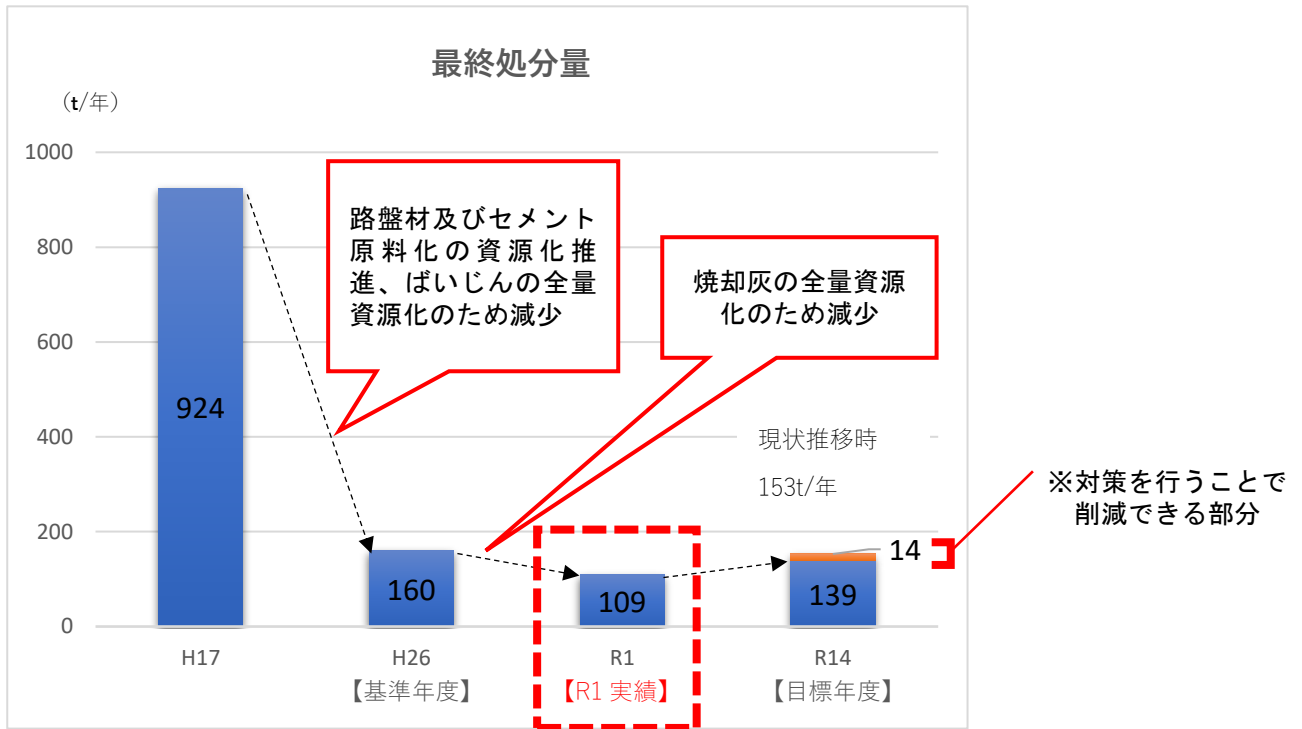 最終処分量
（t/年）
1000
800
600
400
200
0
路盤材及びセメント
原料化の資源化推
進、ばいじんの全量
資源化のため減少
焼却灰の全量資源
化のため減少
現状推移時
153t/年
※対策を行うことで
削減できる部分
924
160
109
139
14
H17
H26
R1
R14
【基準年度】
【R1 実績】
【目標年度】